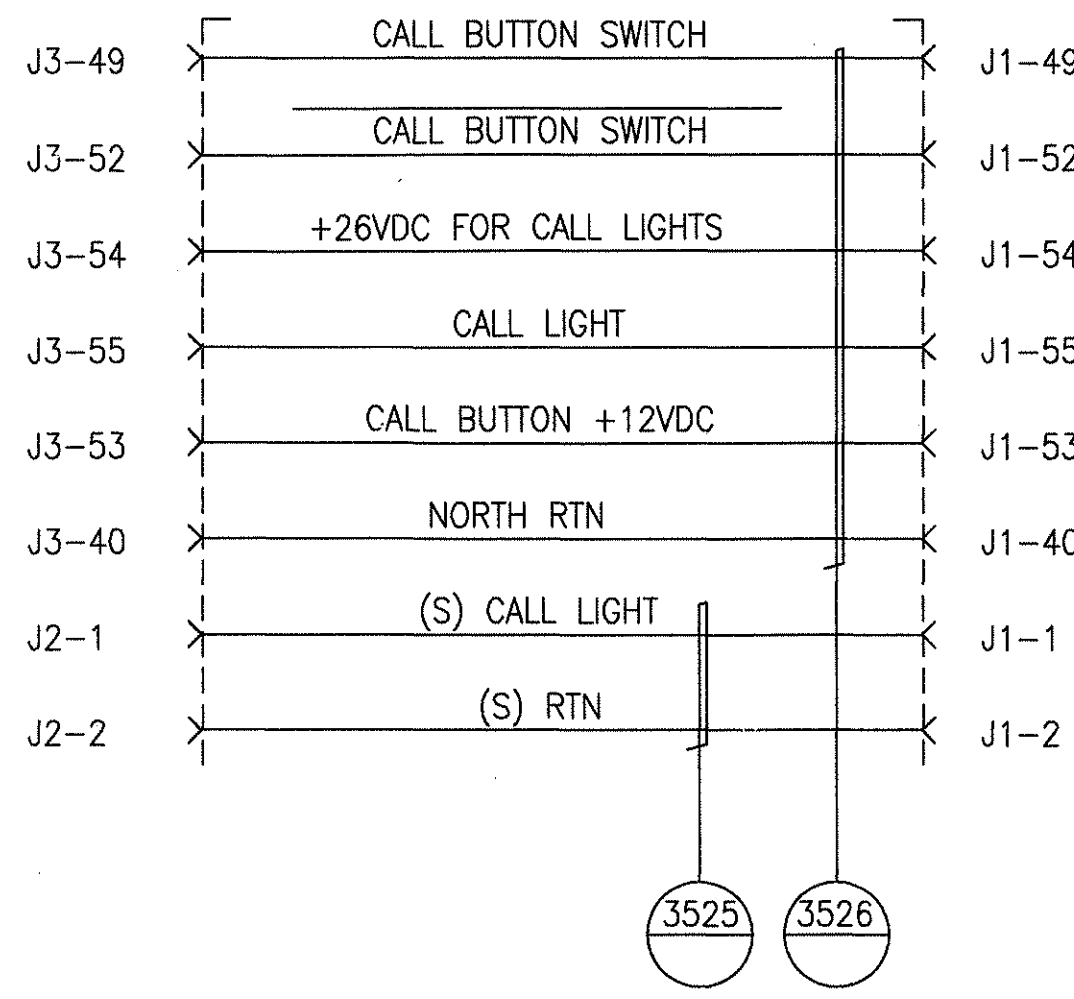 J3-49 CALL BUTTON SWITCH J1-49
J3-52 CALL BUTTON SWITCH J1-52
J3-54 +26VDC FOR CALL LIGHTS J1-54
J3-55 CALL LIGHT J1-55
J3-53 CALL BUTTON +12VDC J1-53
J3-40 NORTH RTN J1-40
J2-1 (S) CALL LIGHT J1-1
J2-2 (S) RTN J1-2
3525 3526